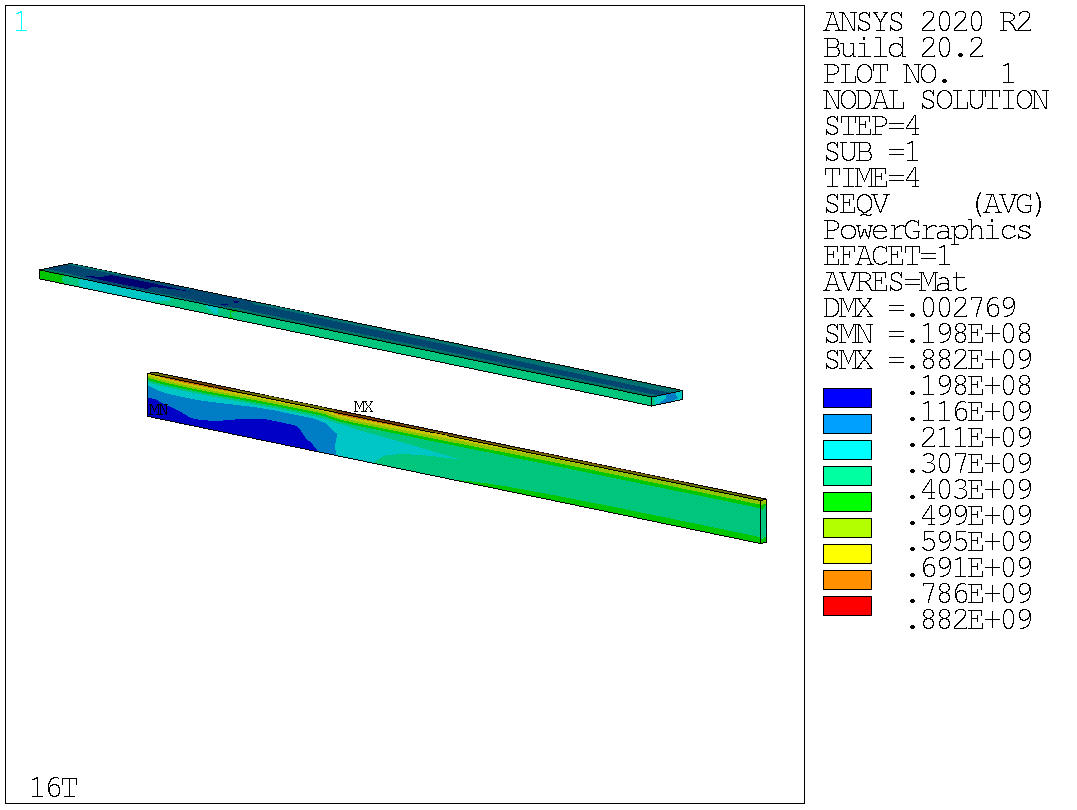 1
ANSYS 2020 R2
Build 20.2
PLOT NO.   1
NODAL SOLUTION
STEP=4
SUB =1
TIME=4
SEQV     (AVG)
PowerGraphics
EFACET=1
AVRES=Mat
DMX =.002769
SMN =.198E+08
SMX =.882E+09
.198E+08
.116E+09
.211E+09
.307E+09
.403E+09
.499E+09
.595E+09
.691E+09
.786E+09
.882E+09
MX
MN
16T